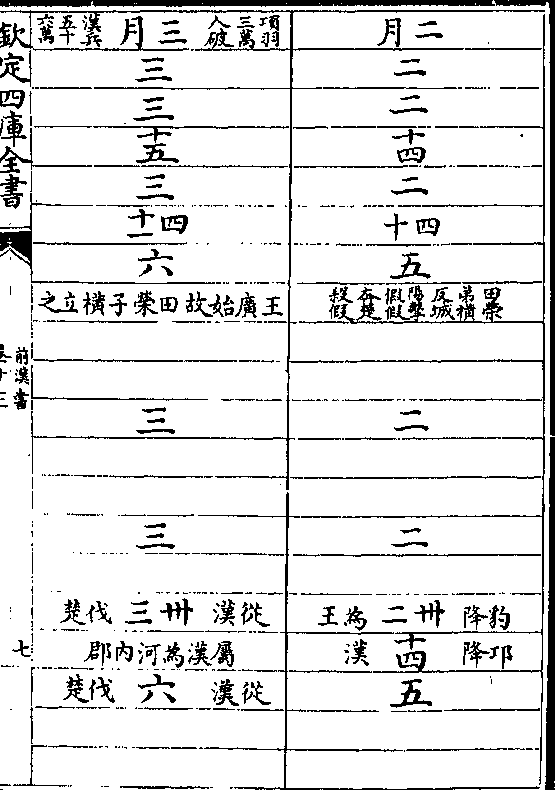 二月
二
二
十四
二
四十
五
田榮弟橫反城陽擊假假奔楚殺假
二
二
豹降卅二為王
卬降十四漢
五
項羽三萬人破三月漢兵五十六萬
三
三
十五
三
四十一
六
王廣始故田榮子橫立之
三
三
從漢卅三伐楚
屬漢為河內郡
從漢六伐楚
欽定四庫全書
前漢書
卷十三
七